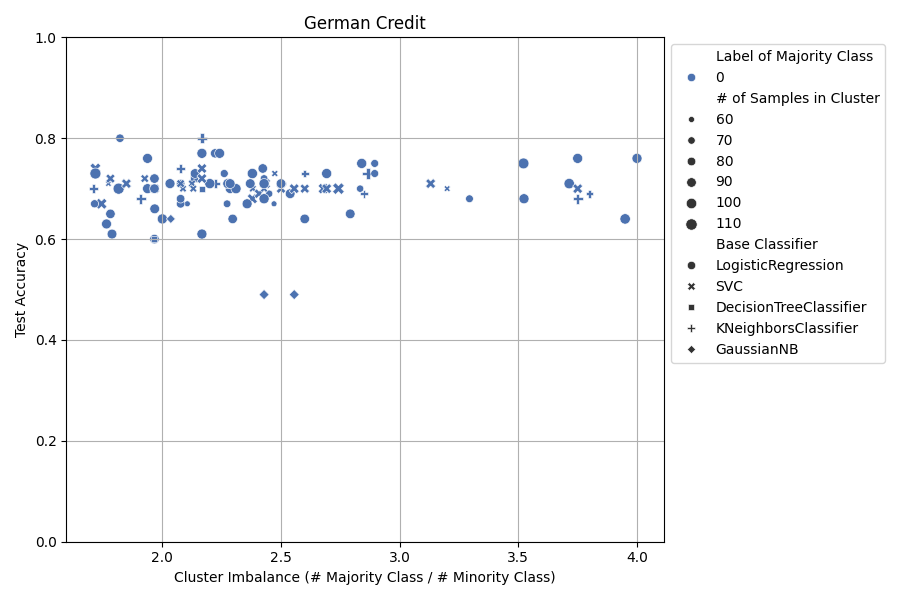 German Credit
1.0
0.8
0.6
0.4
0.2
0.0
Test Accuracy
2.0 2.5 3.0 3.5 4.0
Cluster Imbalance (# Majority Class / # Minority Class)
Label of Majority Class
0
# of Samples in Cluster
60
70
80
90
100
110
Base Classifier
LogisticRegression
SVC
DecisionTreeClassifier
KNeighborsClassifier
GaussianNB